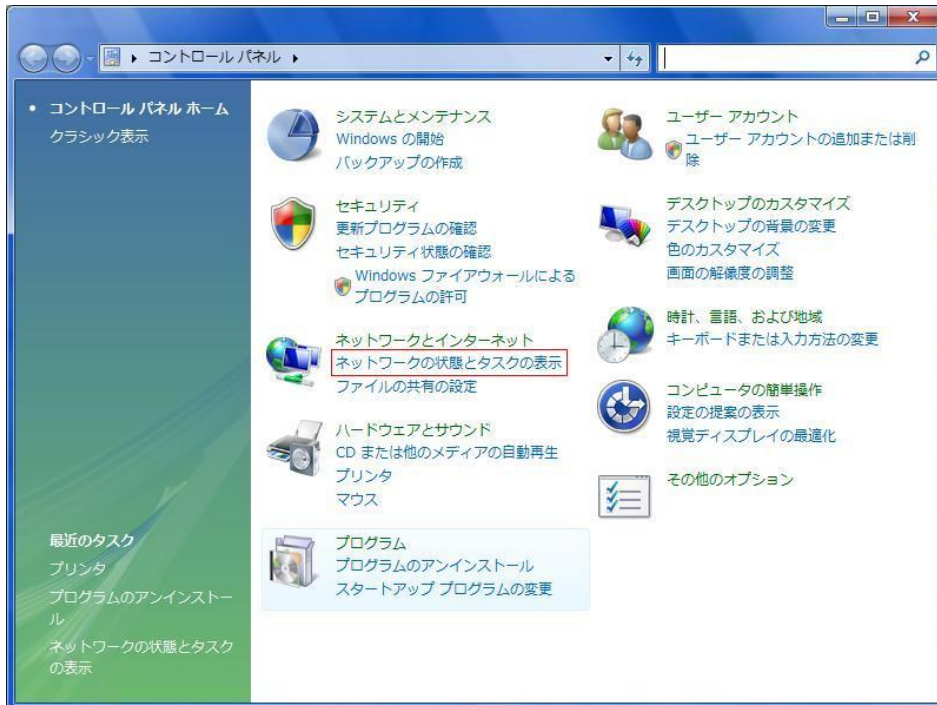 コントロール パネル
コントロール パネル ホーム
クラシック表示
システムとメンテナンス
Windows の開始
バックアップの作成
セキュリティ
更新プログラムの確認
セキュリティ状態の確認
Windows ファイアウォールによる
プログラムの許可
ネットワークとインターネット
ネットワークの状態とタスクの表示
ファイルの共有の設定
ハードウェアとサウンド
CD または他のメディアの自動再生
プリンタ
マウス
プログラム
プログラムのアンインストール
スタートアップ プログラムの変更
ユーザー アカウント
ユーザー アカウントの追加または削
除
デスクトップのカスタマイズ
デスクトップの背景の変更
色のカスタマイズ
画面の解像度の調整
時計、言語、および地域
キーボードまたは入力方法の変更
コンピュータの簡単操作
設定の提案の表示
視覚ディスプレイの最適化
その他のオプション
最近のタスク
プリンタ
プログラムのアンインストー
ル
ネットワークの状態とタスク
の表示